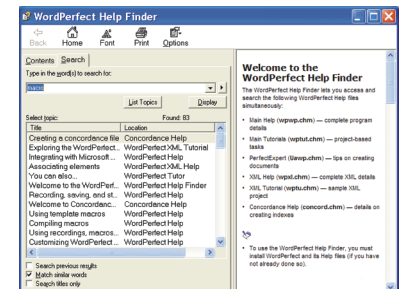 WordPerfect Help Finder
Back Home Font Print Options
Contents Search
Type in the word(s) to search for:
macro
List Topics Display
Select topic: Found: 83
Title Location
Creating a concordance file Concordance Help
Exploring the WordPerfect... WordPerfect XML Tutorial
Integrating with Microsoft ... WordPerfect Help
Associating elements WordPerfect XML Help
You can also... WordPerfect Tutor
Welcome to the WordPerf... WordPerfect Help Finder
Recording, saving, and st... WordPerfect Help
Welcome to Concordanc... Concordance Help
Using template macros WordPerfect Help
Compiling macros WordPerfect Help
Using recordings, macros... WordPerfect Help
Customizing WordPerfect ... WordPerfect Help
Search previous results
Match similar words
Search titles only
Welcome to the
WordPerfect Help Finder
The WordPerfect Help Finder lets you access and
search the following WordPerfect Help files
simultaneously:
• Main Help (wpwp.chm) — complete program
details
• Main Tutorials (wptut.chm) — project-based
tasks
• PerfectExpert (
.chm) — tips on creating
documents
• XML Help (wpxl.chm) — complete XML details
• XML Tutorial (wptu.chm) — sample XML
project
• Concordance Help (concord.chm) — details on
creating indexes
• To use the WordPerfect Help Finder, you must
install WordPerfect and its Help files (if you have
not already done so).